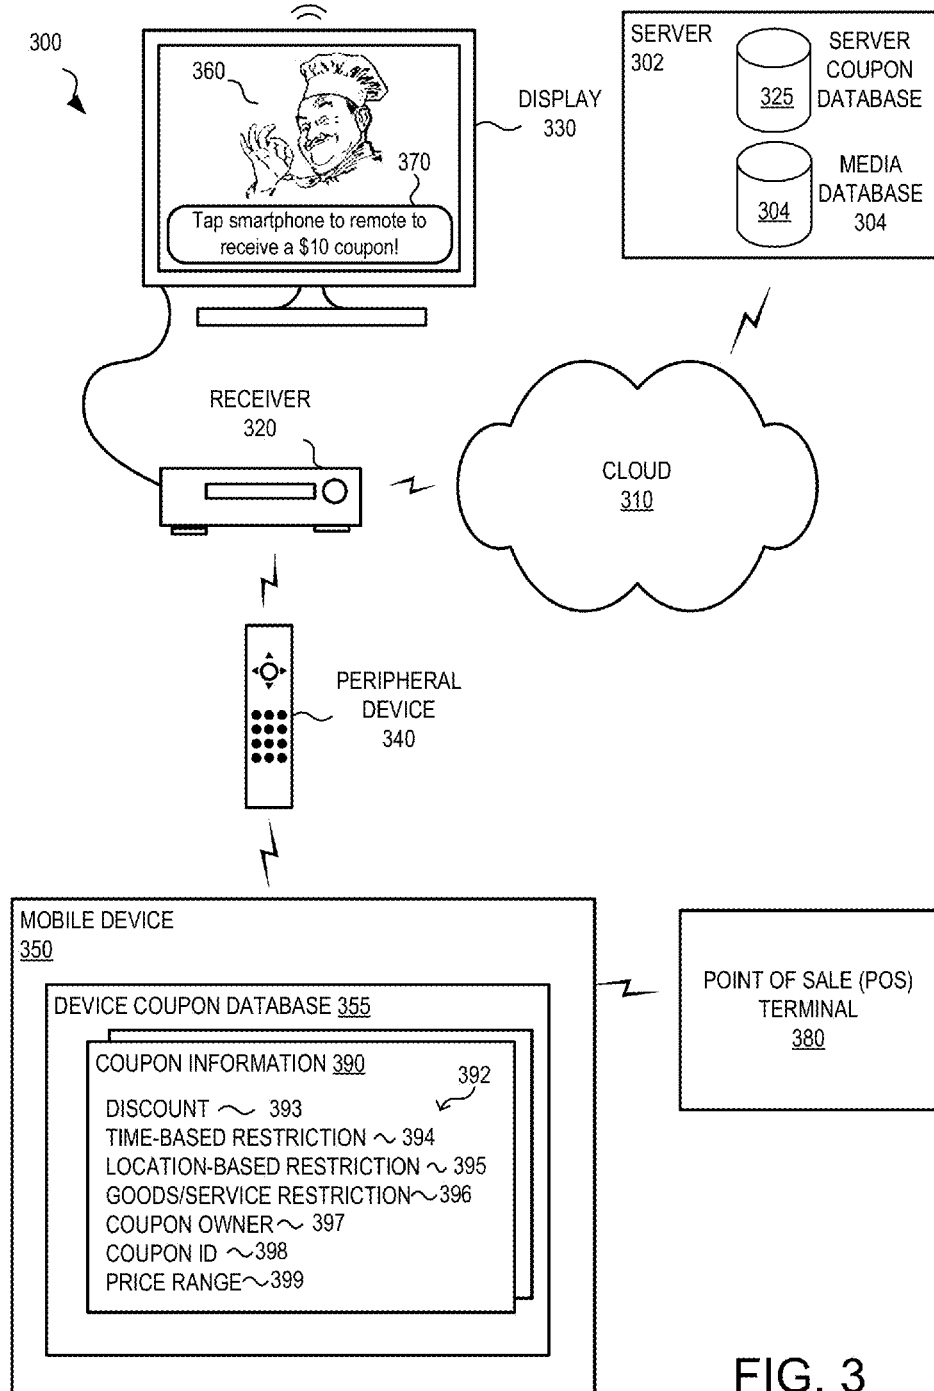 300
360
370
Tap smartphone to remote to
receive a $10 coupon!
DISPLAY
330
SERVER
302
SERVER
COUPON
DATABASE
325
MEDIA
DATABASE
304
304
RECEIVER
320
CLOUD
310
PERIPHERAL
DEVICE
340
MOBILE DEVICE
350
DEVICE COUPON DATABASE 355
COUPON INFORMATION 390
392
DISCOUNT 393
TIME-BASED RESTRICTION 394
LOCATION-BASED RESTRICTION 395
GOODS/SERVICE RESTRICTION 396
COUPON OWNER 397
COUPON ID 398
PRICE RANGE 399
POINT OF SALE (POS)
TERMINAL
380
FIG. 3